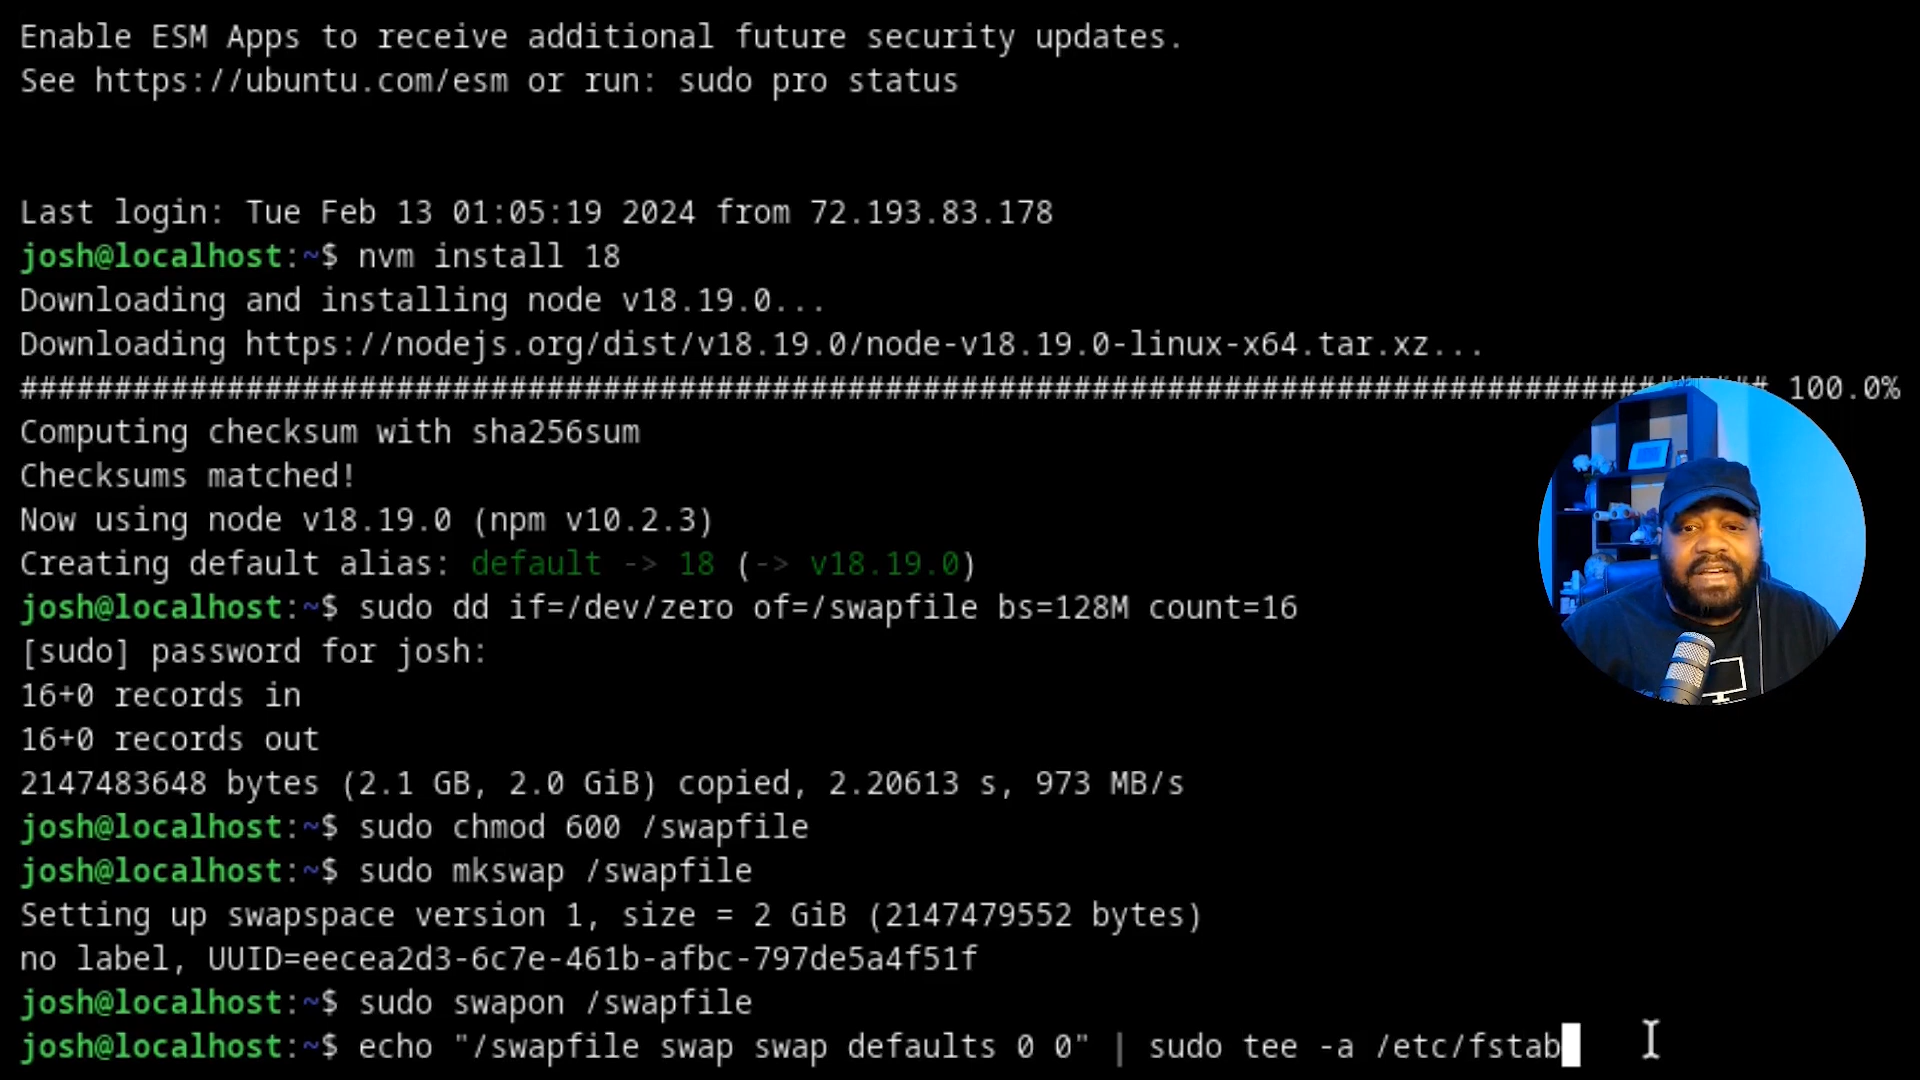 Enable ESM Apps to receive additional future security updates.
See https://ubuntu.com/esm or run: sudo pro status
Last login: Tue Feb 13 01:05:19 2024 from 72.193.83.178
josh@localhost:~$ nvm install 18
Downloading and installing node v18.19.0...
Downloading https://nodejs.org/dist/v18.19.0/node-v18.19.0-linux-x64.tar.xz...
############################################################################################# 100.0%
Computing checksum with sha256sum
Checksums matched!
Now using node v18.19.0 (npm v10.2.3)
Creating default alias: default -> 18 (-> v18.19.0)
josh@localhost:~$ sudo dd if=/dev/zero of=/swapfile bs=128M count=16
[sudo] password for josh:
16+0 records in
16+0 records out
2147483648 bytes (2.1 GB, 2.0 GiB) copied, 2.20613 s, 973 MB/s
josh@localhost:~$ sudo chmod 600 /swapfile
josh@localhost:~$ sudo mkswap /swapfile
Setting up swapspace version 1, size = 2 GiB (2147479552 bytes)
no label, UUID=eecea2d3-6c7e-461b-afbc-797de5a4f51f
josh@localhost:~$ sudo swapon /swapfile
josh@localhost:~$ echo "/swapfile swap swap defaults 0 0" | sudo tee -a /etc/fstab